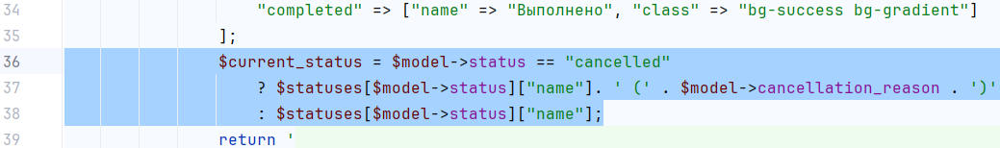 34 "completed" => ["name" => "Выполнено", "class" => "bg-success bg-gradient"]
35 ];
36 $current_status = $model->status == "cancelled"
37 ? $statuses[$model->status]["name"]. ' (' . $model->cancellation_reason . ')'
38 : $statuses[$model->status]["name"];
39 return '